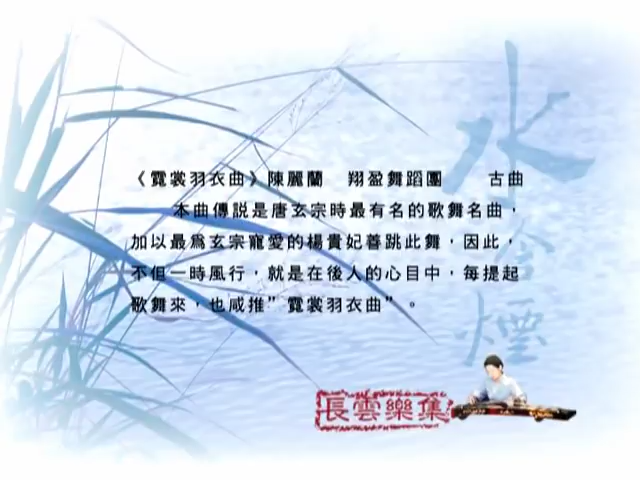 《霓裳羽衣曲》陳麗蘭　翔盈舞蹈團　　古曲
本曲傳說是唐玄宗時最有名的歌舞名曲，
加以最爲玄宗寵愛的楊貴妃善跳此舞，因此，
不但一時風行，就是在後人的心目中，每提起
歌舞來，也咸推”霓裳羽衣曲”。
水雲煙
長雲樂集